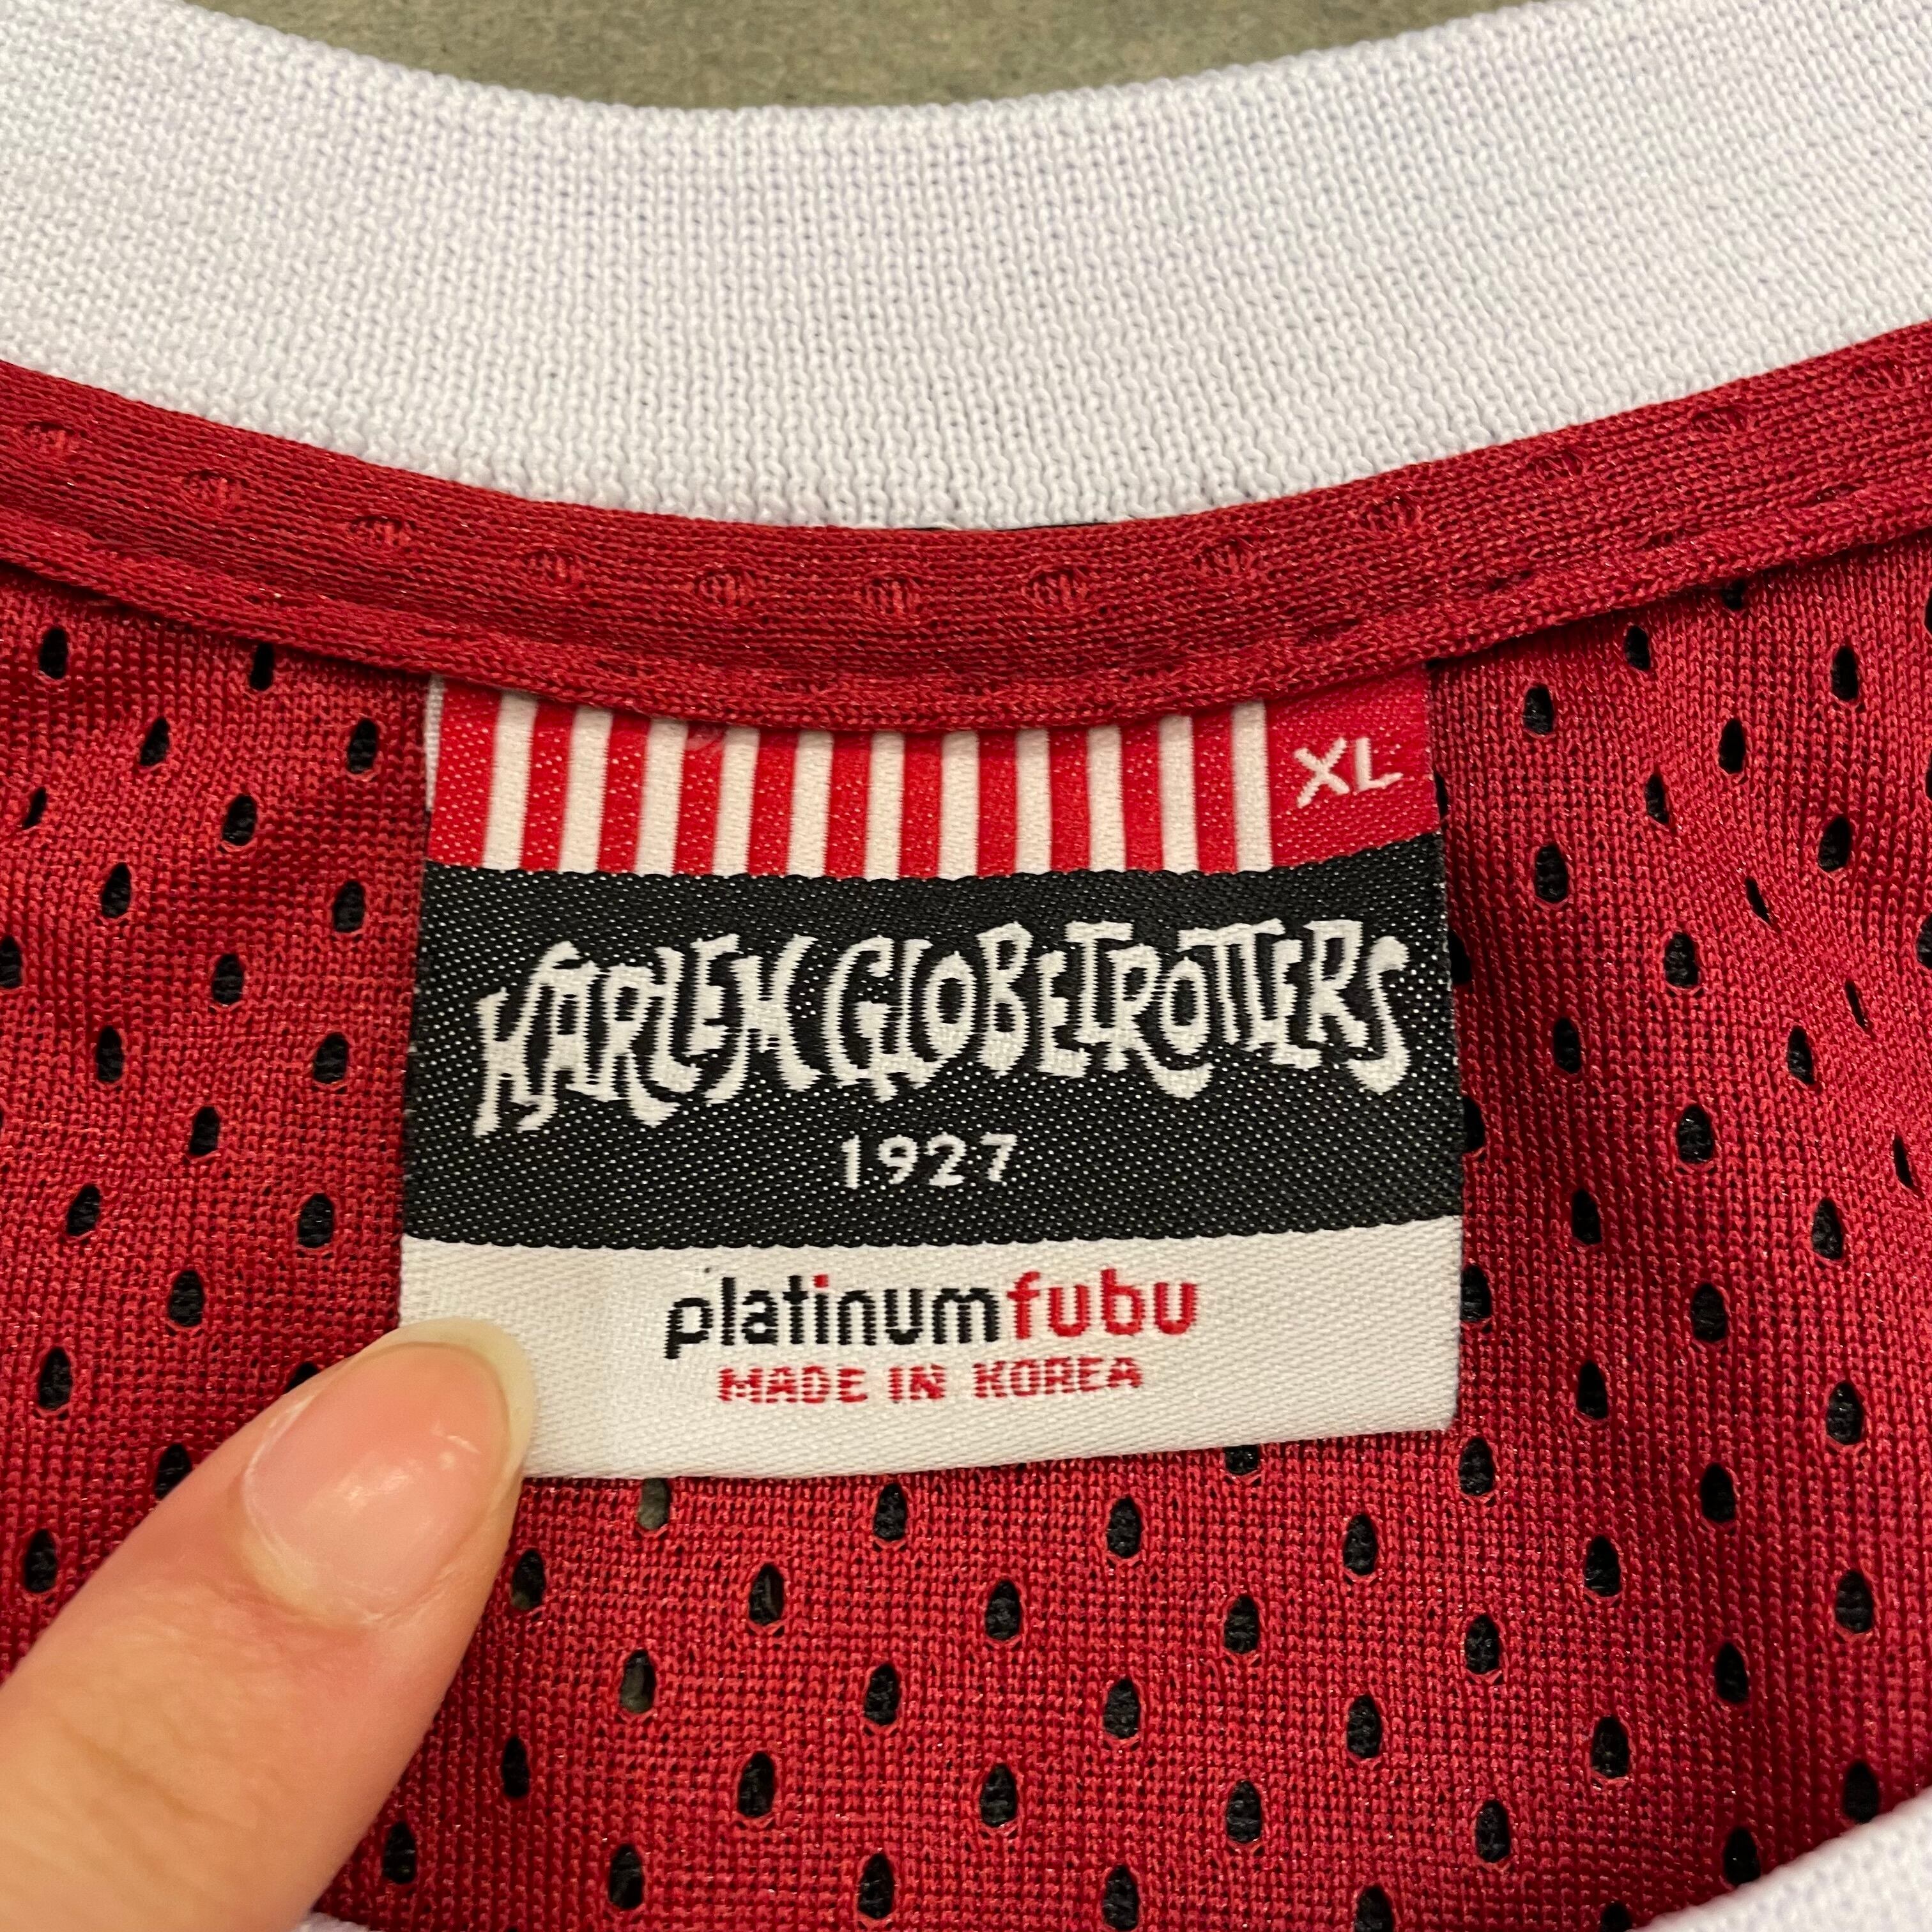 XL
HARLEM GLOBETROTTERS
1927
platinumfubu
MADE IN KOREA